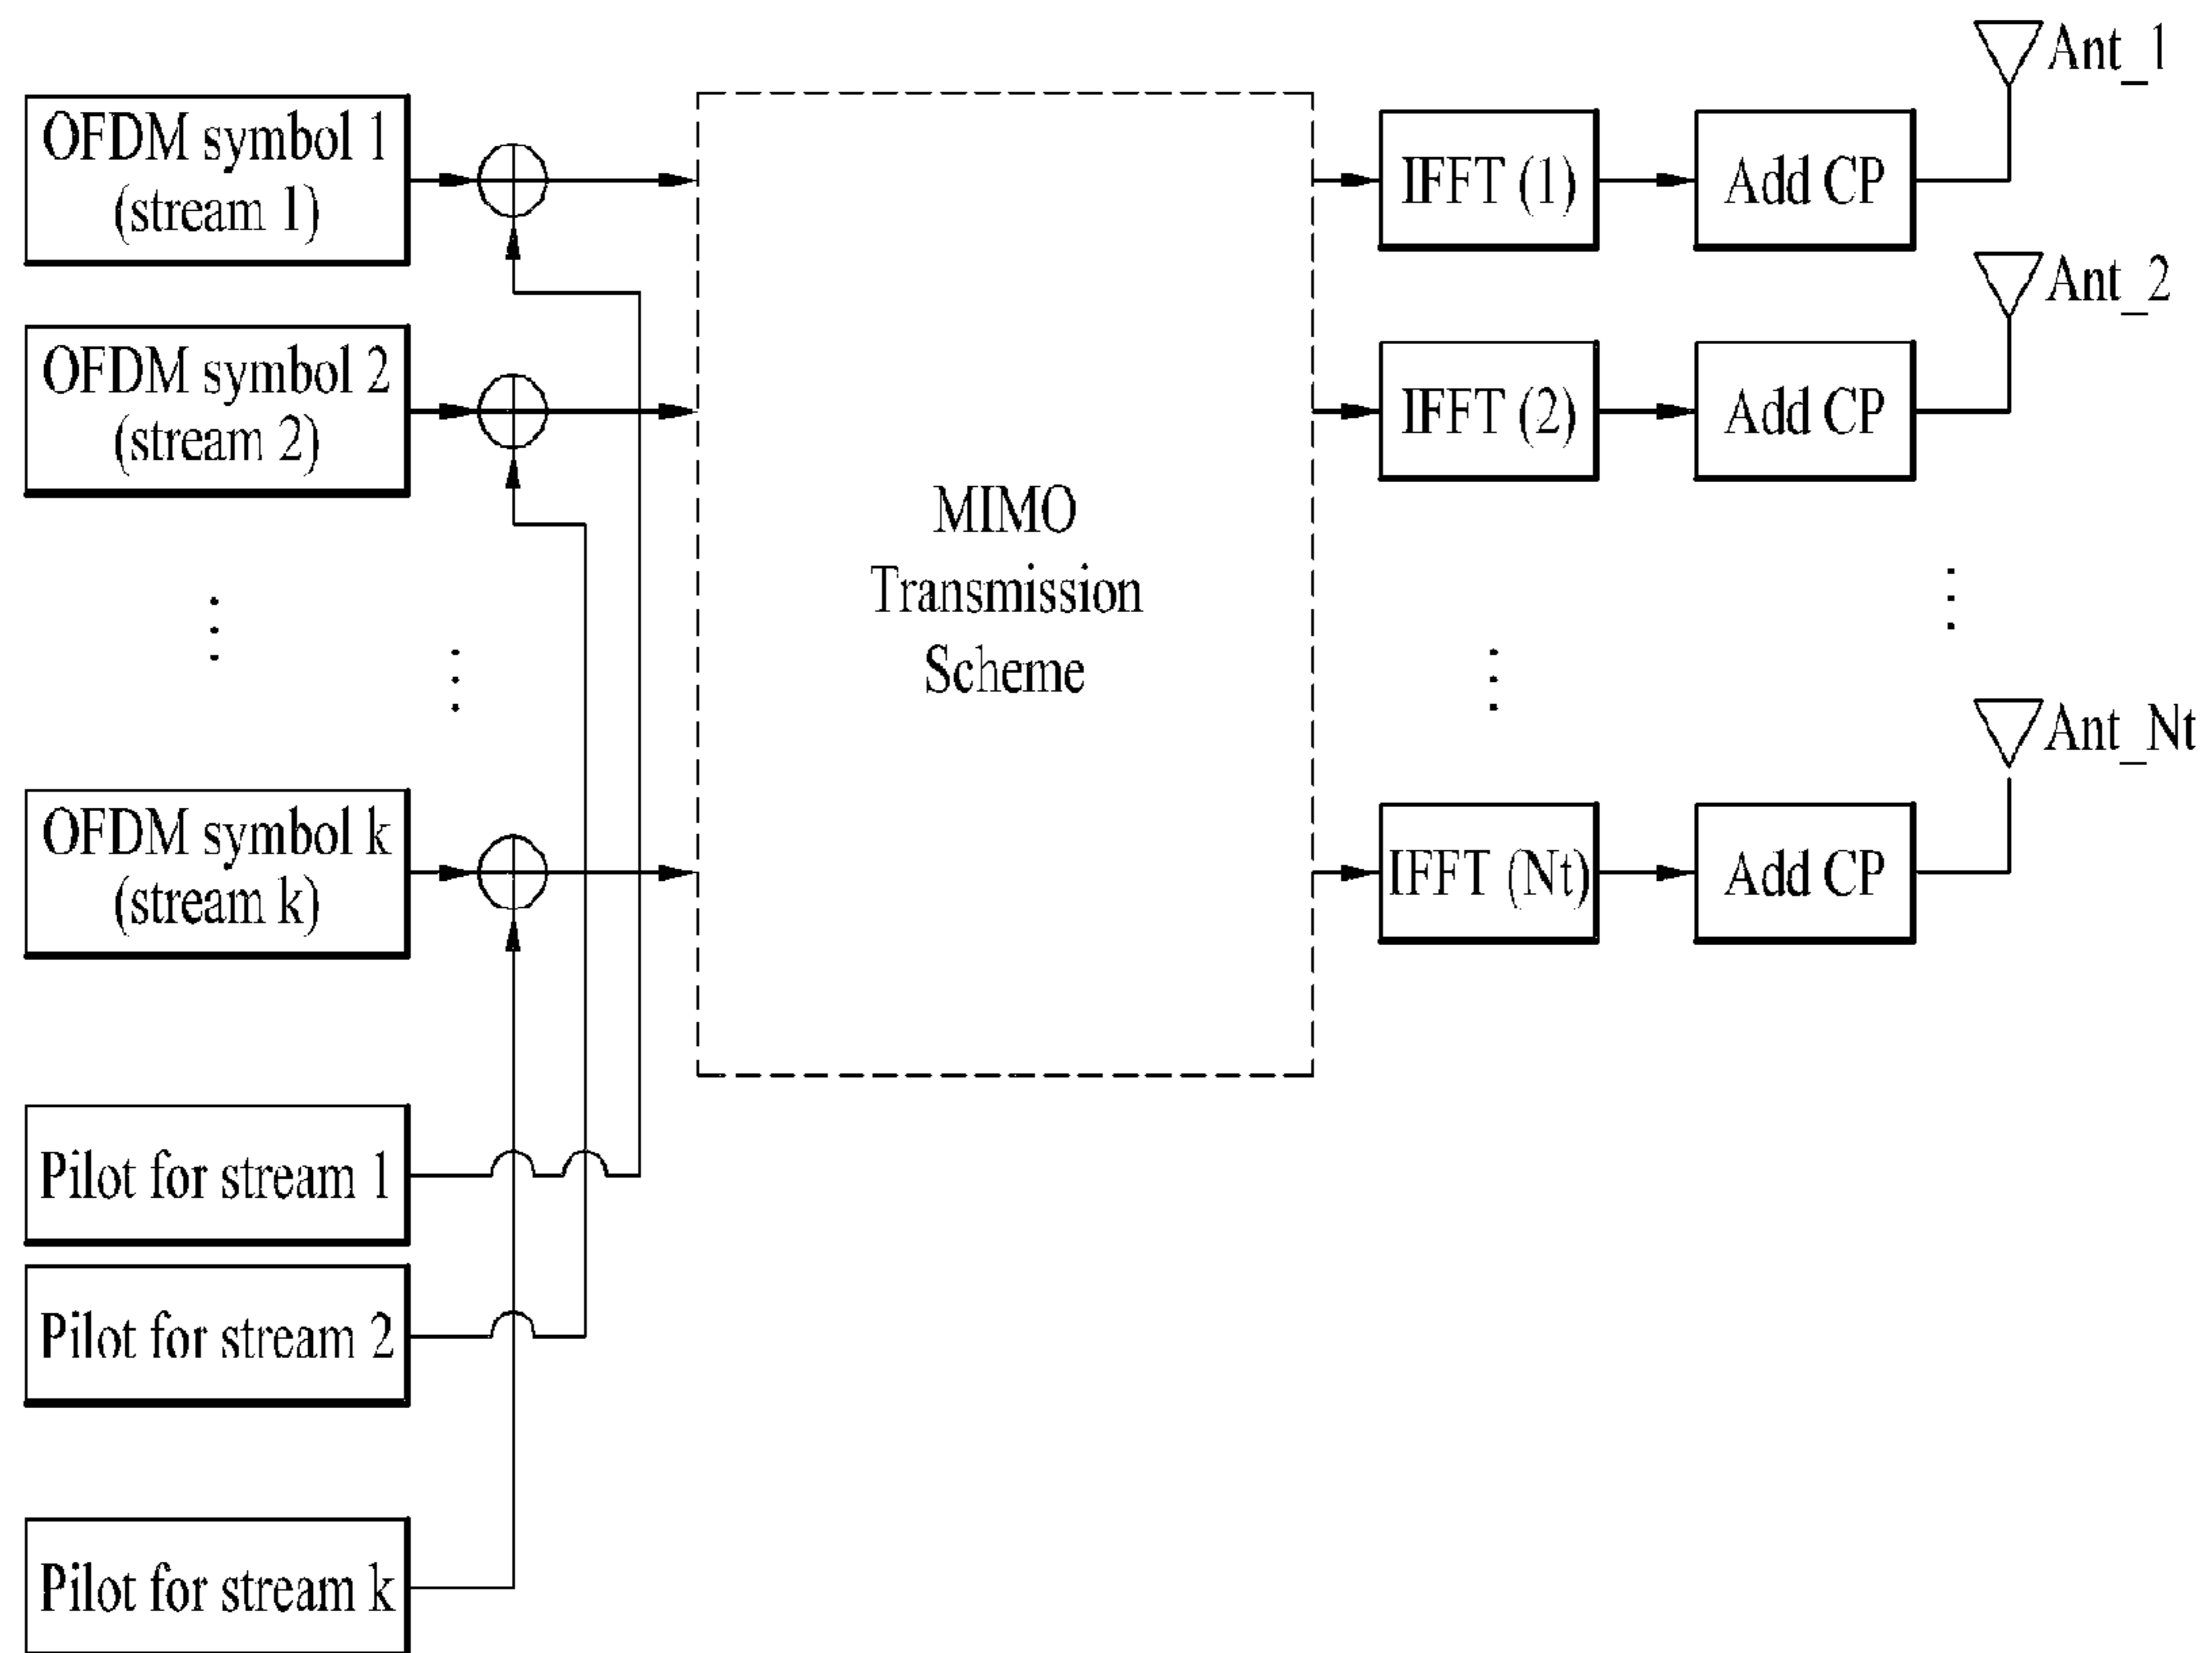 OFDM symbol 1
(stream 1)
IFFT (1)
Add CP
Ant_1
OFDM symbol 2
(stream 2)
IFFT (2)
Add CP
Ant_2
MIMO
Transmission
Scheme
OFDM symbol k
(stream k)
IFFT (Nt)
Add CP
Ant_Nt
Pilot for stream 1
Pilot for stream 2
Pilot for stream k